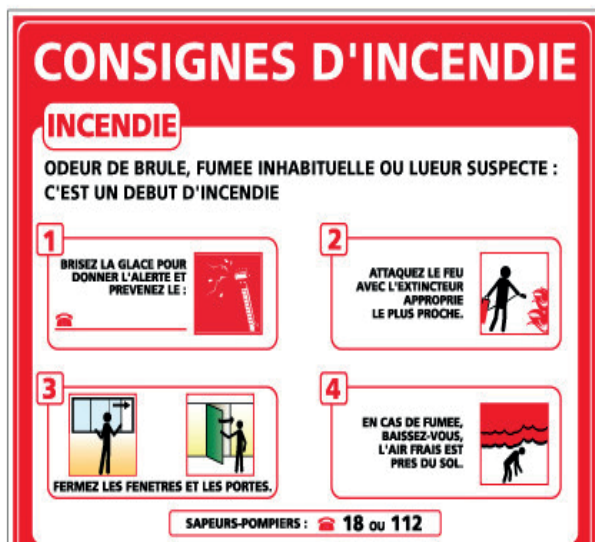 CONSIGNES D'INCENDIE
INCENDIE
ODEUR DE BRULE, FUMEE INHABITUELLE OU LUEUR SUSPECTE :
C'EST UN DEBUT D'INCENDIE
1
BRISEZ LA GLACE POUR
DONNER L'ALERTE ET
PREVENEZ LE :
2
ATTAQUEZ LE FEU
AVEC L'EXTINCTEUR
APPROPRIE
LE PLUS PROCHE.
3
FERMEZ LES FENETRES ET LES PORTES.
4
EN CAS DE FUMEE,
BAISSEZ-VOUS,
L'AIR FRAIS EST
PRES DU SOL.
SAPEURS-POMPIERS : ☎ 18 ou 112